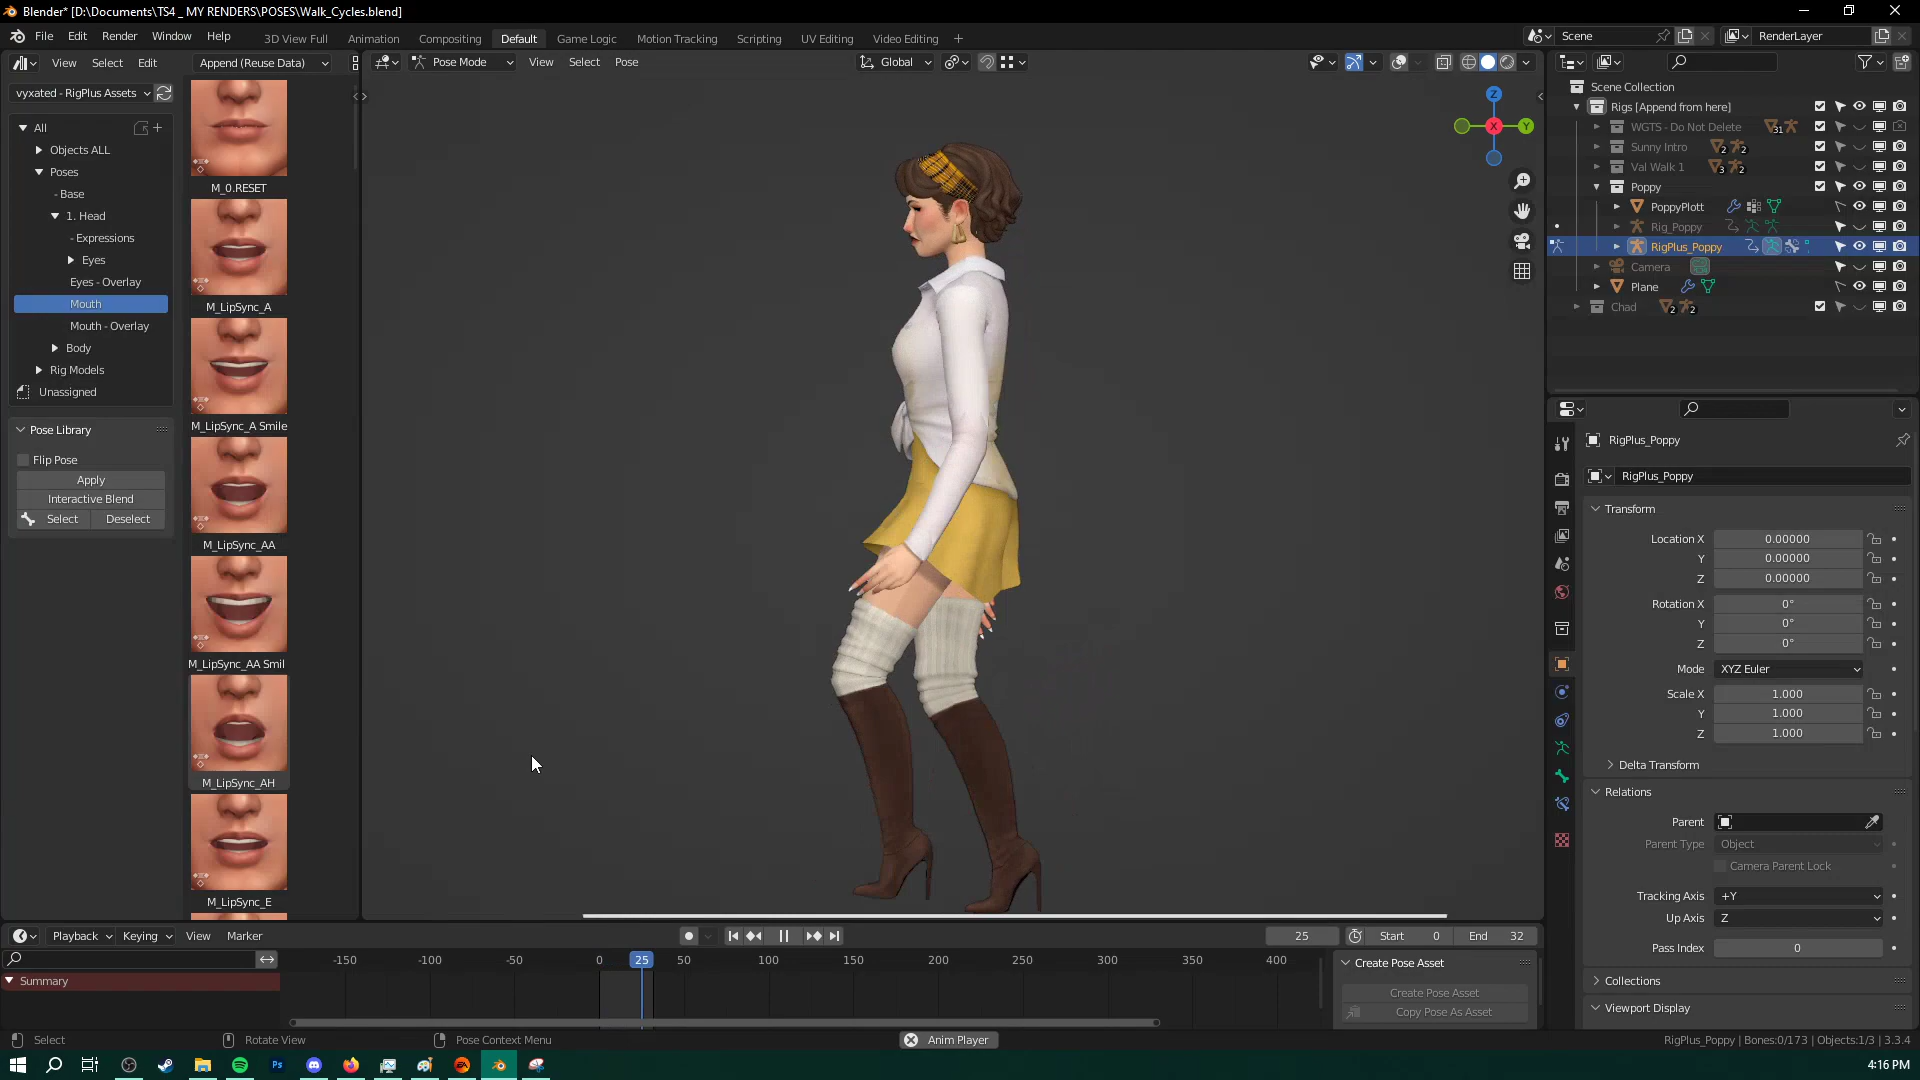 Blender* [D:\Documents\TS4 _ MY RENDERS\POSES\Walk_Cycles.blend]
File Edit Render Window Help 3D View Full Animation Compositing Default Game Logic Motion Tracking Scripting UV Editing Video Editing + Scene RenderLayer
View Select Edit Append (Reuse Data) Pose Mode View Select Pose Global
vyxated - RigPlus Assets
All
Objects ALL
Poses
- Base
1. Head
- Expressions
Eyes
Eyes - Overlay
Mouth
Mouth - Overlay
Body
Rig Models
Unassigned
Pose Library
Flip Pose
Apply
Interactive Blend
Select Deselect
M_0.RESET
M_LipSync_A
M_LipSync_A Smile
M_LipSync_AA
M_LipSync_AA Smil
M_LipSync_AH
M_LipSync_E
Z
X
Y
Scene Collection
Rigs [Append from here]
WGTS - Do Not Delete 31
Sunny Intro 2 2
Val Walk 1 3 2
Poppy
PoppyPlott
Rig_Poppy
RigPlus_Poppy
Camera
Plane
Chad 2 2
RigPlus_Poppy
RigPlus_Poppy
Transform
Location X 0.00000
Y 0.00000
Z 0.00000
Rotation X 0°
Y 0°
Z 0°
Mode XYZ Euler
Scale X 1.000
Y 1.000
Z 1.000
Delta Transform
Relations
Parent
Parent Type Object
Camera Parent Lock
Tracking Axis +Y
Up Axis Z
Pass Index 0
Collections
Viewport Display
Playback Keying View Marker 25 Start 0 End 32
-150 -100 -50 0 25 50 100 150 200 250 300 350 400
Summary
Create Pose Asset
Create Pose Asset
Copy Pose As Asset
Select Rotate View Pose Context Menu Anim Player RigPlus_Poppy | Bones:0/173 | Objects:1/3 | 3.3.4
Ps EA 4:16 PM